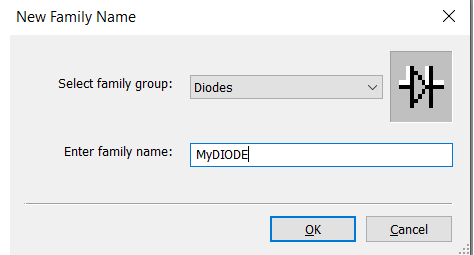 New Family Name
Select family group: Diodes
Enter family name: MyDIODE
OK Cancel